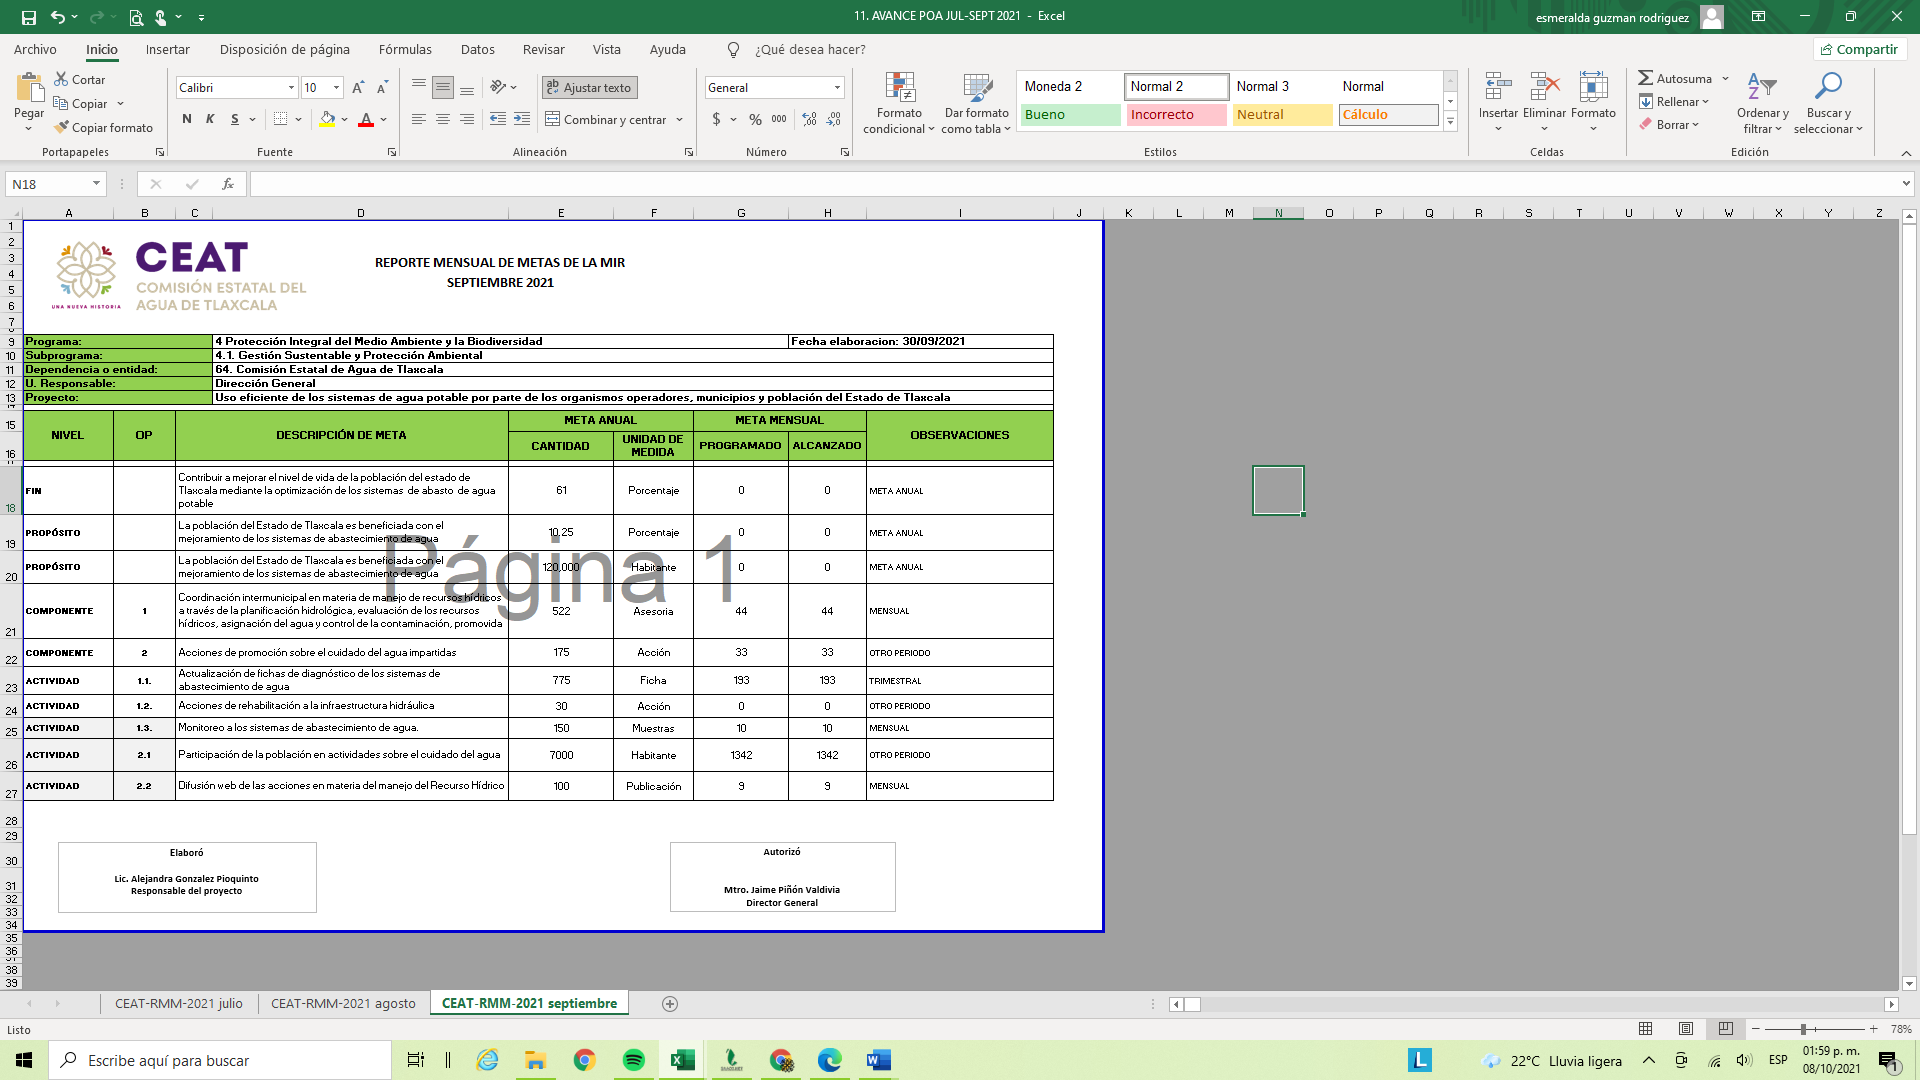 11. AVANCE POA JUL-SEPT 2021 - Excel
esmeralda guzman rodriguez
Archivo Inicio Insertar Disposición de página Fórmulas Datos Revisar Vista Ayuda ¿Qué desea hacer? Compartir
Pegar
Cortar
Copiar
Copiar formato
Portapapeles
Calibri 10
N K S
Fuente
Ajustar texto
Combinar y centrar
Alineación
General
$ % 000
Número
Formato condicional
Dar formato como tabla
Moneda 2 Normal 2 Normal 3 Normal
Bueno Incorrecto Neutral Cálculo
Estilos
Insertar Eliminar Formato
Celdas
Autosuma
Rellenar
Borrar
Ordenar y filtrar
Buscar y seleccionar
Edición
N18
fx
A B C D E F G H I J K L M N O P Q R S T U V W X Y Z
CEAT
COMISIÓN ESTATAL DEL
AGUA DE TLAXCALA
UNA NUEVA HISTORIA
REPORTE MENSUAL DE METAS DE LA MIR
SEPTIEMBRE 2021
Programa: 4 Protección Integral del Medio Ambiente y la Biodiversidad Fecha elaboracion: 30/09/2021
Subprograma: 4.1. Gestión Sustentable y Protección Ambiental
Dependencia o entidad: 64. Comisión Estatal de Agua de Tlaxcala
U. Responsable: Dirección General
Proyecto: Uso eficiente de los sistemas de agua potable por parte de los organismos operadores, municipios y población del Estado de Tlaxcala
NIVEL OP DESCRIPCIÓN DE META META ANUAL META MENSUAL OBSERVACIONES
CANTIDAD UNIDAD DE MEDIDA PROGRAMADO ALCANZADO
FIN Contribuir a mejorar el nivel de vida de la población del estado de Tlaxcala mediante la optimización de los sistemas de abasto de agua potable 61 Porcentaje 0 0 META ANUAL
PROPÓSITO La población del Estado de Tlaxcala es beneficiada con el mejoramiento de los sistemas de abastecimiento de agua 10.25 Porcentaje 0 0 META ANUAL
PROPÓSITO La población del Estado de Tlaxcala es beneficiada con el mejoramiento de los sistemas de abastecimiento de agua 120,000 Habitante 0 0 META ANUAL
COMPONENTE 1 Coordinación intermunicipal en materia de manejo de recursos hídricos a través de la planificación hidrológica, evaluación de los recursos hídricos, asignación del agua y control de la contaminación, promovida 522 Asesoria 44 44 MENSUAL
COMPONENTE 2 Acciones de promoción sobre el cuidado del agua impartidas 175 Acción 33 33 OTRO PERIODO
ACTIVIDAD 1.1. Actualización de fichas de diagnóstico de los sistemas de abastecimiento de agua 775 Ficha 193 193 TRIMESTRAL
ACTIVIDAD 1.2. Acciones de rehabilitación a la infraestructura hidráulica 30 Acción 0 0 OTRO PERIODO
ACTIVIDAD 1.3. Monitoreo a los sistemas de abastecimiento de agua. 150 Muestras 10 10 MENSUAL
ACTIVIDAD 2.1 Participación de la población en actividades sobre el cuidado del agua 7000 Habitante 1342 1342 OTRO PERIODO
ACTIVIDAD 2.2 Difusión web de las acciones en materia del manejo del Recurso Hídrico 100 Publicación 9 9 MENSUAL
Página 1
Elaboró
Lic. Alejandra Gonzalez Pioquinto
Responsable del proyecto
Autorizó
Mtro. Jaime Piñón Valdivia
Director General
CEAT-RMM-2021 julio CEAT-RMM-2021 agosto CEAT-RMM-2021 septiembre
Listo
78%
Escribe aquí para buscar
22°C Lluvia ligera
ESP
01:59 p. m.
08/10/2021